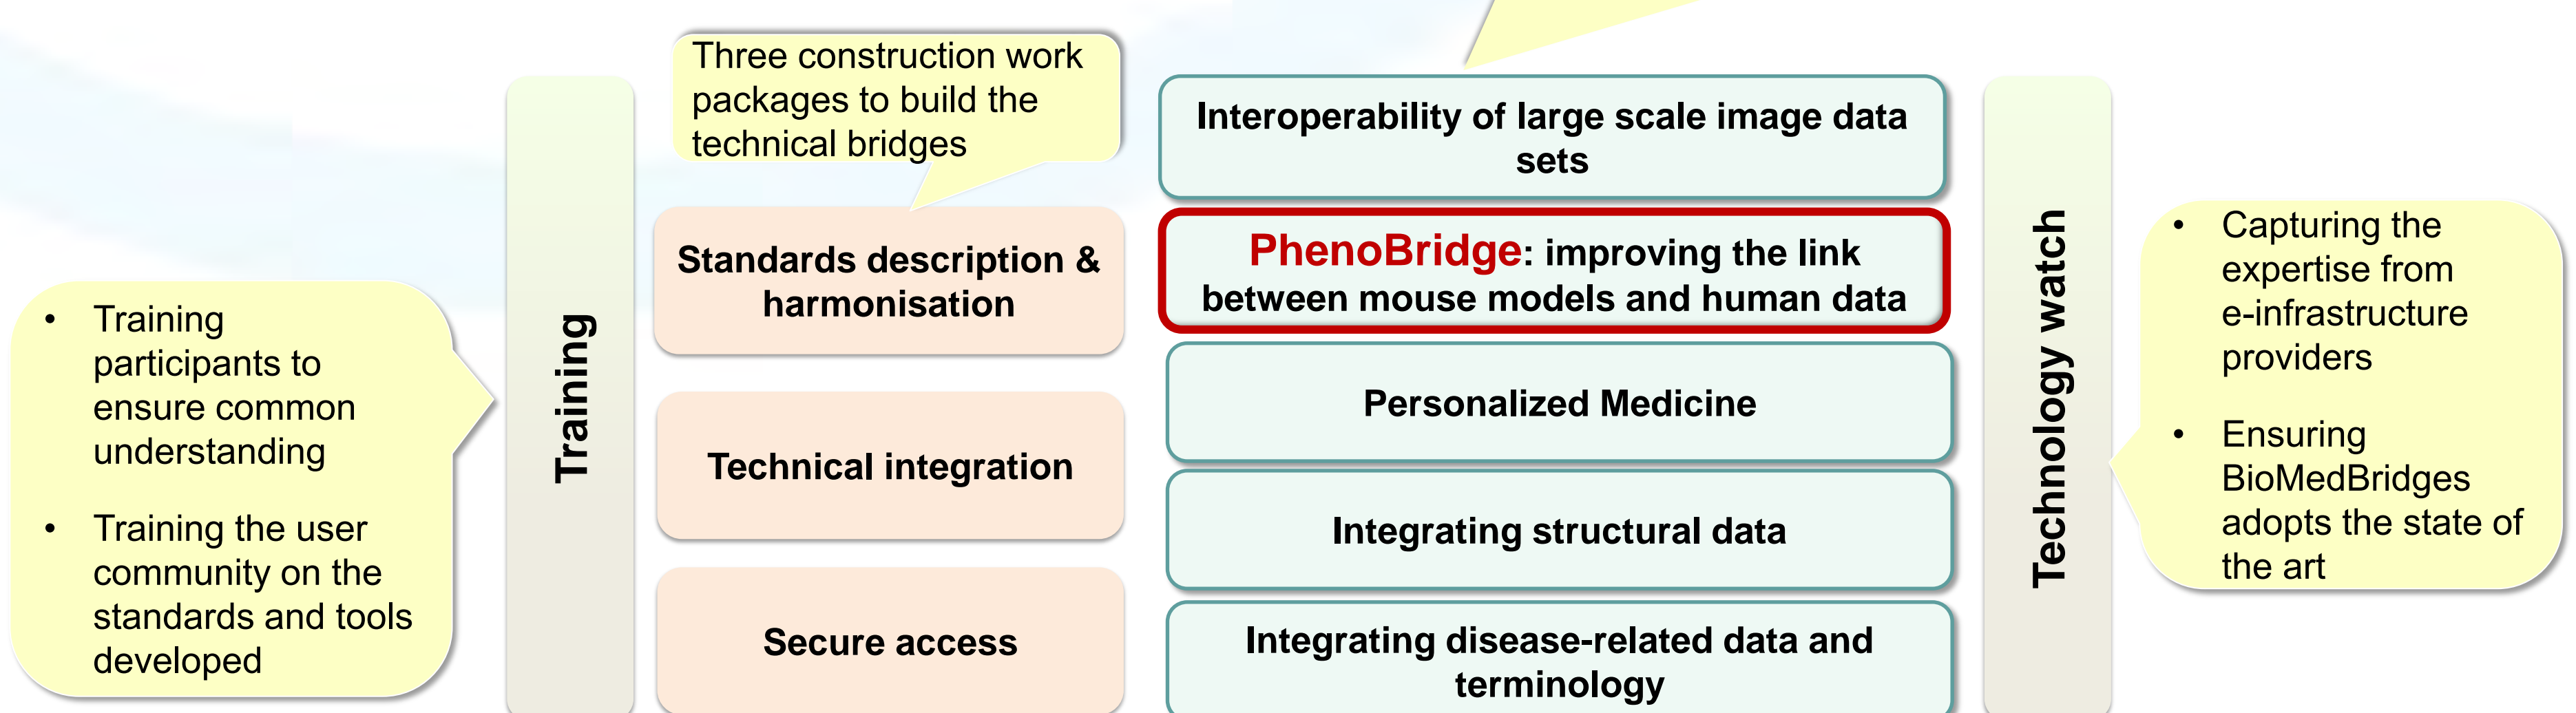 Three construction work
packages to build the
technical bridges
• Training
participants to
ensure common
understanding
• Training the user
community on the
standards and tools
developed
Training
Standards description &
harmonisation
Technical integration
Secure access
Interoperability of large scale image data
sets
PhenoBridge: improving the link
between mouse models and human data
Personalized Medicine
Integrating structural data
Integrating disease-related data and
terminology
Technology watch
• Capturing the
expertise from
e-infrastructure
providers
• Ensuring
BioMedBridges
adopts the state of
the art